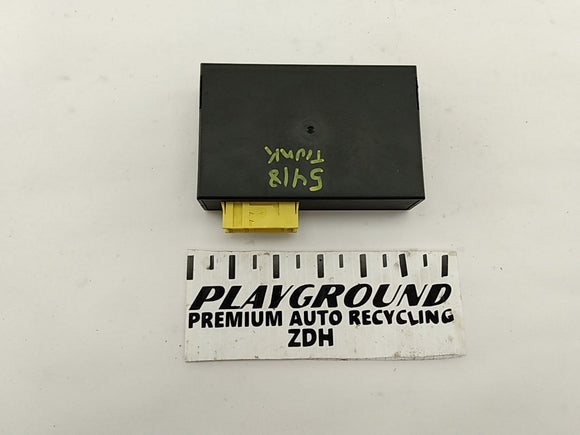 5418
Trunk
PLAYGROUND
PREMIUM AUTO RECYCLING
ZDH